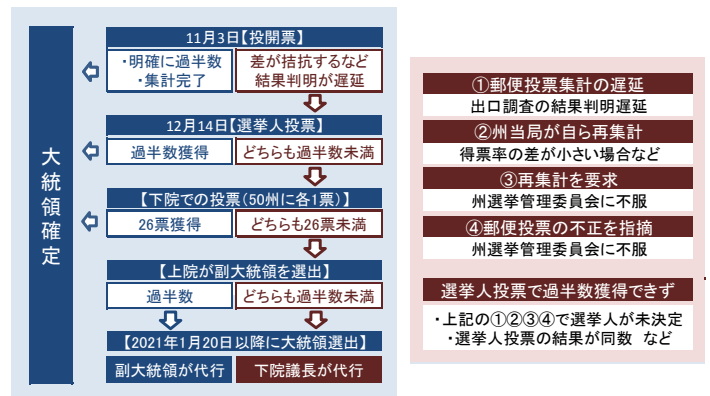 大統領確定
11月3日【投開票】
・明確に過半数
・集計完了
差が拮抗するなど
結果判明が遅延
12月14日【選挙人投票】
過半数獲得
どちらも過半数未満
【下院での投票(50州に各1票)】
26票獲得
どちらも26票未満
【上院が副大統領を選出】
過半数
どちらも過半数未満
【2021年1月20日以降に大統領選出】
副大統領が代行
下院議長が代行
①郵便投票集計の遅延
出口調査の結果判明遅延
②州当局が自ら再集計
得票率の差が小さい場合など
③再集計を要求
州選挙管理委員会に不服
④郵便投票の不正を指摘
州選挙管理委員会に不服
選挙人投票で過半数獲得できず
・上記の①②③④で選挙人が未決定
・選挙人投票の結果が同数 など